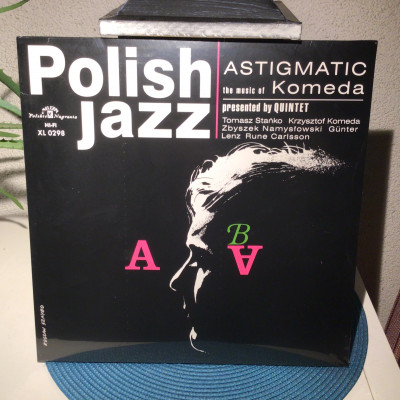 Polish
jazz
ASTIGMATIC
the music of Komeda
presented by QUINTET
Tomasz Stańko Krzysztof Komeda
Zbyszek Namysłowski Günter
Lenz Rune Carlsson
Polskie Nagrania
HI-FI
XL 0298
A
B
A